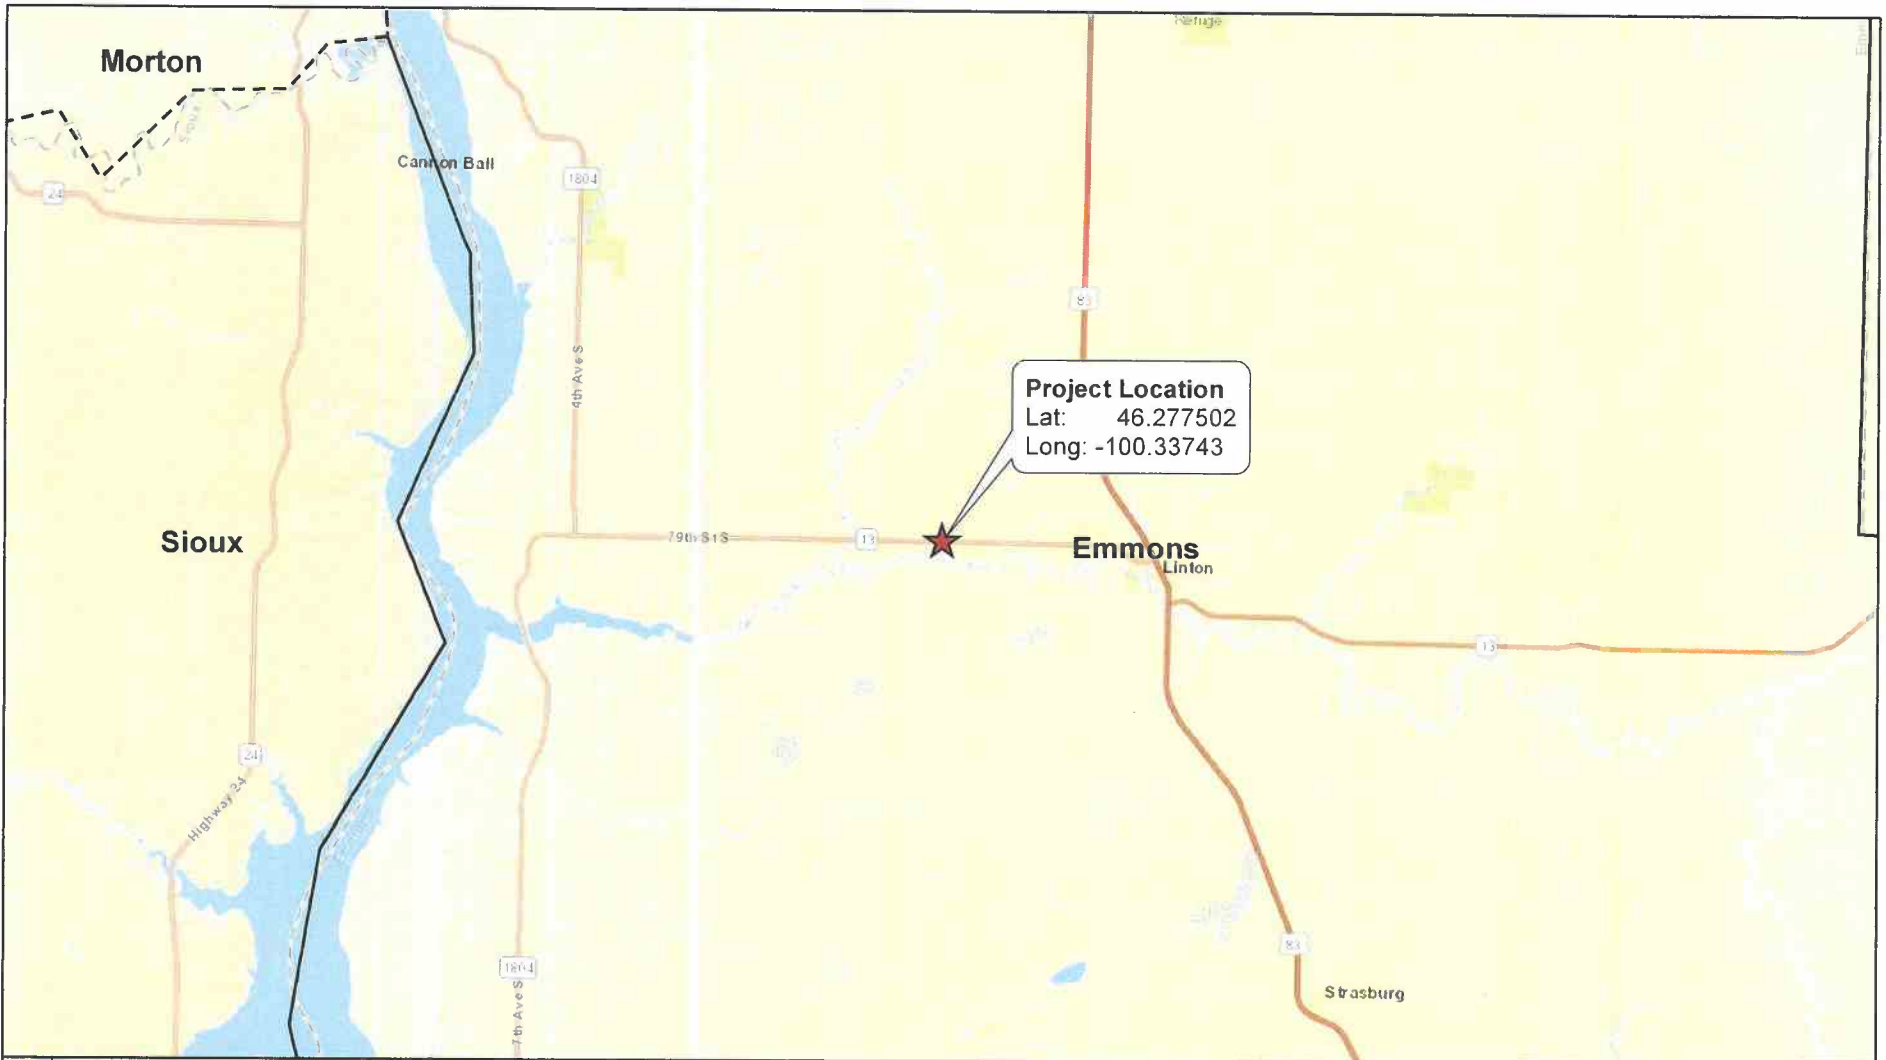 Refuge
Morton
Sioux
Cannon Ball
1804
24
83
4th Ave S
Project Location
Lat: 46.277502
Long: -100.33743
Sioux
79th St S
13
Emmons
Linton
13
24
Highway 24
83
1804
Strasburg
7th Ave S